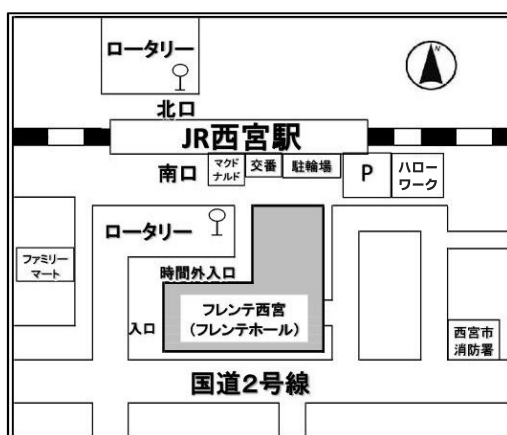 ロータリー
N
北口
JR西宮駅
南口
マクド
ナルド
交番
駐輪場
P
ハロー
ワーク
ロータリー
ファミリー
マート
時間外入口
フレンテ西宮
(フレンテホール)
入口
西宮市
消防署
国道2号線